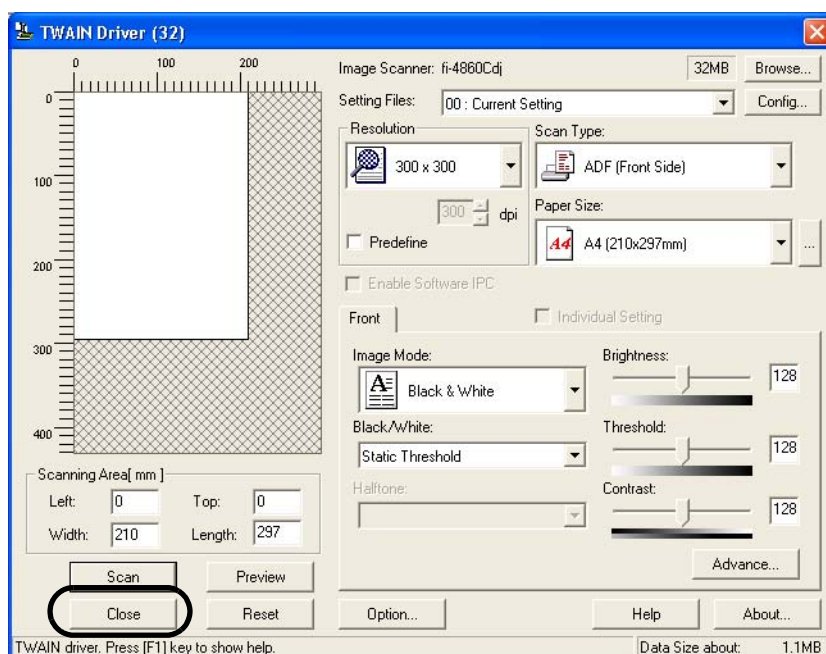 TWAIN Driver (32)
0 100 200
0
100
200
300
400
Scanning Area[ mm ]
Left: 0 Top: 0
Width: 210 Length: 297
Scan Preview
Close Reset
Image Scanner: fi-4860Cdj 32MB Browse...
Setting Files: 00 : Current Setting Config...
Resolution
300 x 300
300 dpi
Predefine
Scan Type:
ADF (Front Side)
Paper Size:
A4 A4 (210x297mm) ...
Enable Software IPC
Front Individual Setting
Image Mode:
A Black & White
Black/White:
Static Threshold
Halftone:
Brightness:
128
Threshold:
128
Contrast:
128
Advance...
Option... Help About...
TWAIN driver. Press [F1] key to show help. Data Size about: 1.1MB